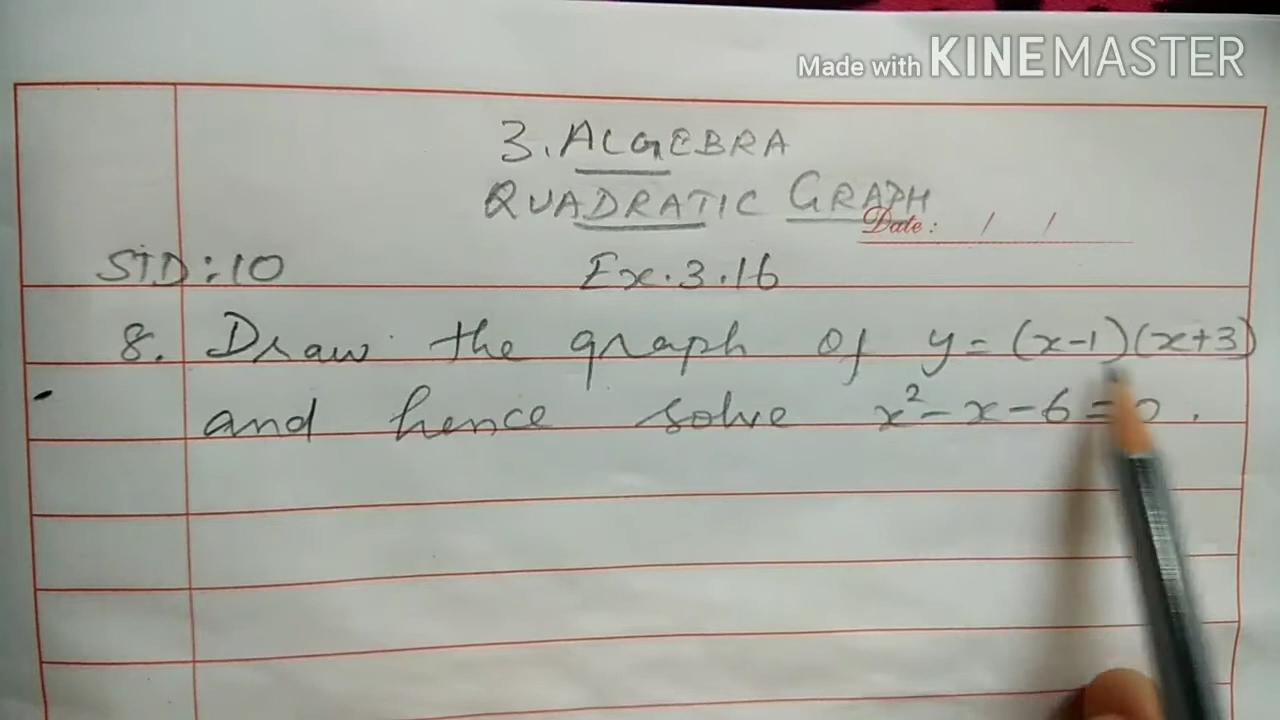 Made with KINEMASTER
3. ALGEBRA
QUADRATIC GRAPH
Date: / /
STD:10 Ex.3.16
8. Draw the graph of y=(x-1)(x+3)
and hence solve x²-x-6=0.